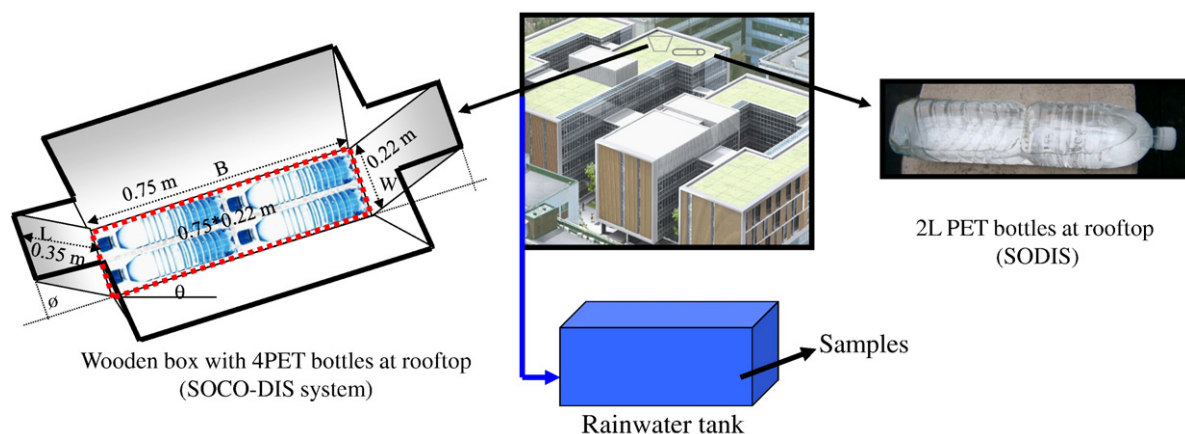 0.75 m
B
0.22 m
W
0.75*0.22 m
L
0.35 m
ø
θ
Wooden box with 4PET bottles at rooftop
(SOCO-DIS system)
2L PET bottles at rooftop
(SODIS)
Samples
Rainwater tank